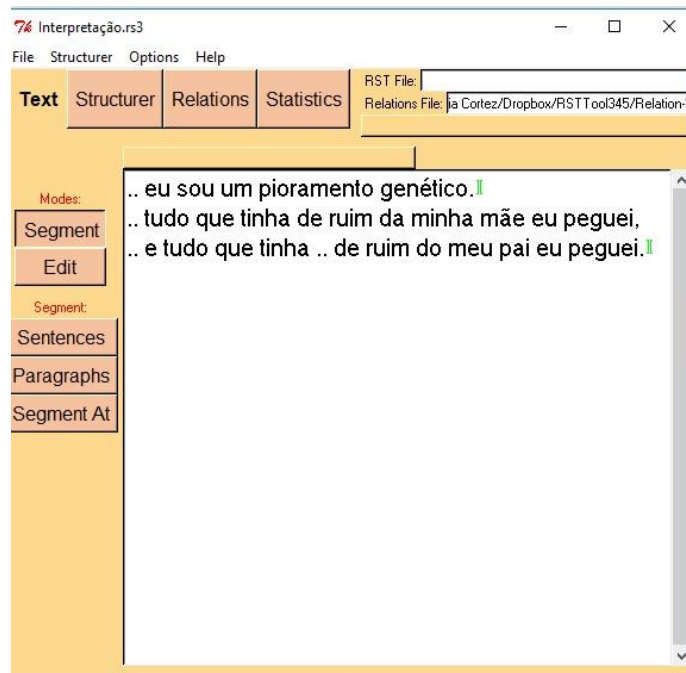 Interpretação.rs3
File Structurer Options Help
Text Structurer Relations Statistics
RST File:
Relations File: ia Cortez/Dropbox/RSTTool345/Relation-
Modes:
Segment
Edit
Segment:
Sentences
Paragraphs
Segment At
.. eu sou um pioramento genético.
.. tudo que tinha de ruim da minha mãe eu peguei,
.. e tudo que tinha .. de ruim do meu pai eu peguei.